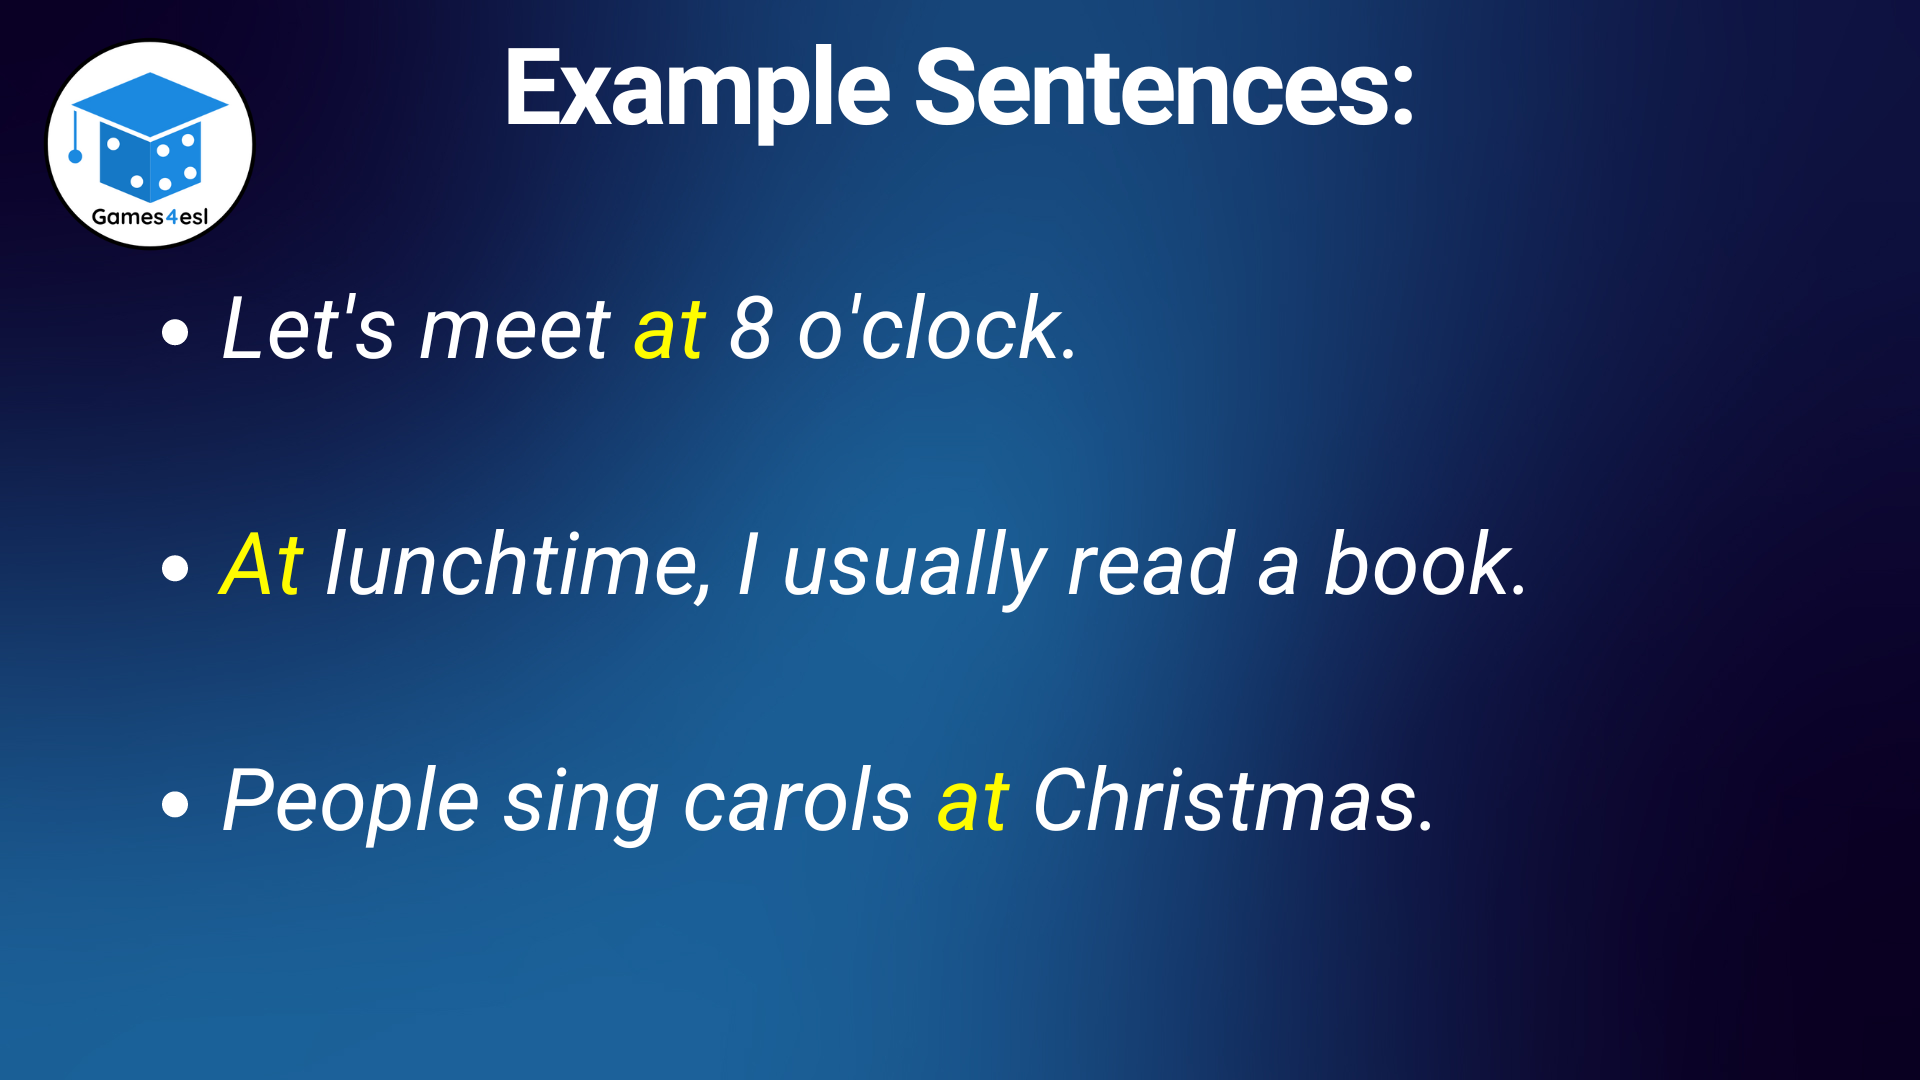 Example Sentences:
Games4esl
• Let's meet at 8 o'clock.
• At lunchtime, I usually read a book.
• People sing carols at Christmas.